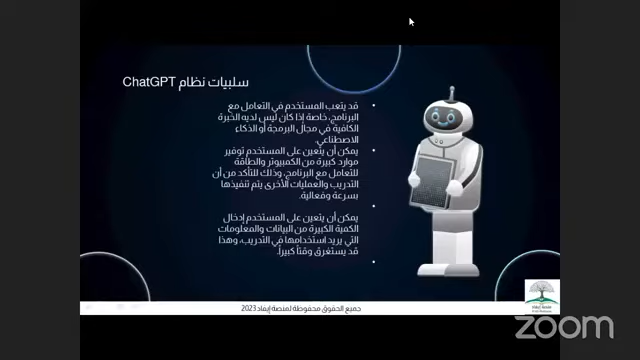 سلبيات نظام ChatGPT
قد يتعب المستخدم في التعامل مع
البرنامج، خاصة إذا كان ليس لديه الخبرة
الكافية في مجال البرمجة أو الذكاء
الاصطناعي.
يمكن أن يتعين على المستخدم توفير
موارد كبيرة من الكمبيوتر والطاقة
للتعامل مع البرنامج، وذلك للتأكد من أن
التدريب والعمليات الأخرى يتم تنفيذها
بسرعة وفعالية.
يمكن أن يتعين على المستخدم إدخال
الكمية الكبيرة من البيانات والمعلومات
التي يريد استخدامها في التدريب، وهذا
قد يستغرق وقتاً كبيراً.
جميع الحقوق محفوظة لمنصة إيفاد 2023
zoom